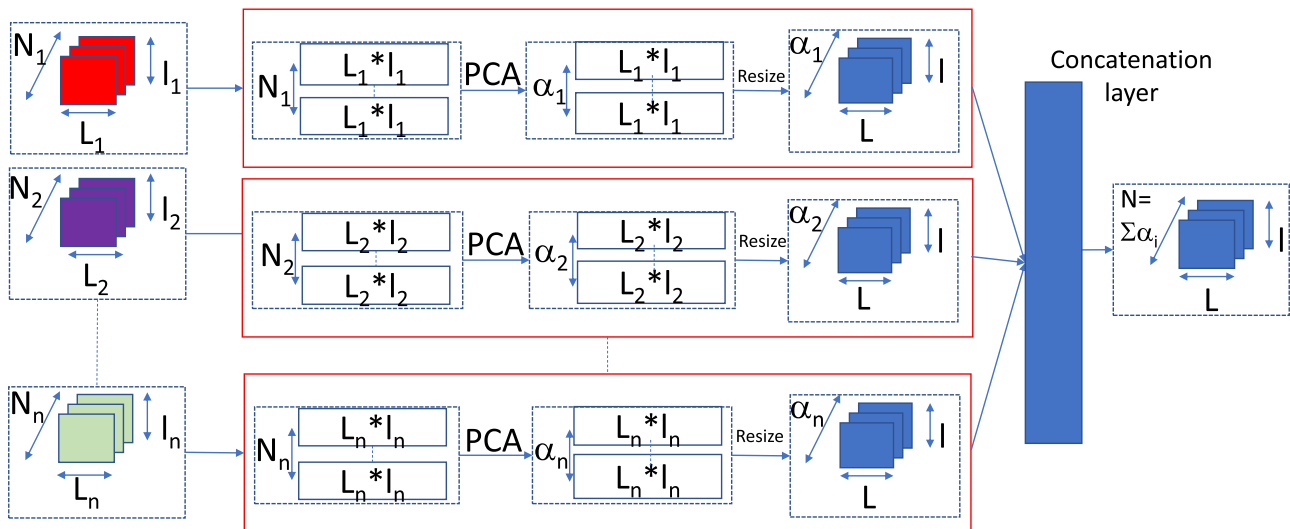 N₁
l₁
L₁
N₁
L₁*l₁
L₁*l₁
PCA
α₁
L₁*l₁
L₁*l₁
Resize
α₁
l
L
N₂
l₂
L₂
N₂
L₂*l₂
L₂*l₂
PCA
α₂
L₂*l₂
L₂*l₂
Resize
α₂
l
L
Nₙ
lₙ
Lₙ
Nₙ
Lₙ*lₙ
Lₙ*lₙ
PCA
αₙ
Lₙ*lₙ
Lₙ*lₙ
Resize
αₙ
l
L
Concatenation
layer
N=
Σαᵢ
l
L